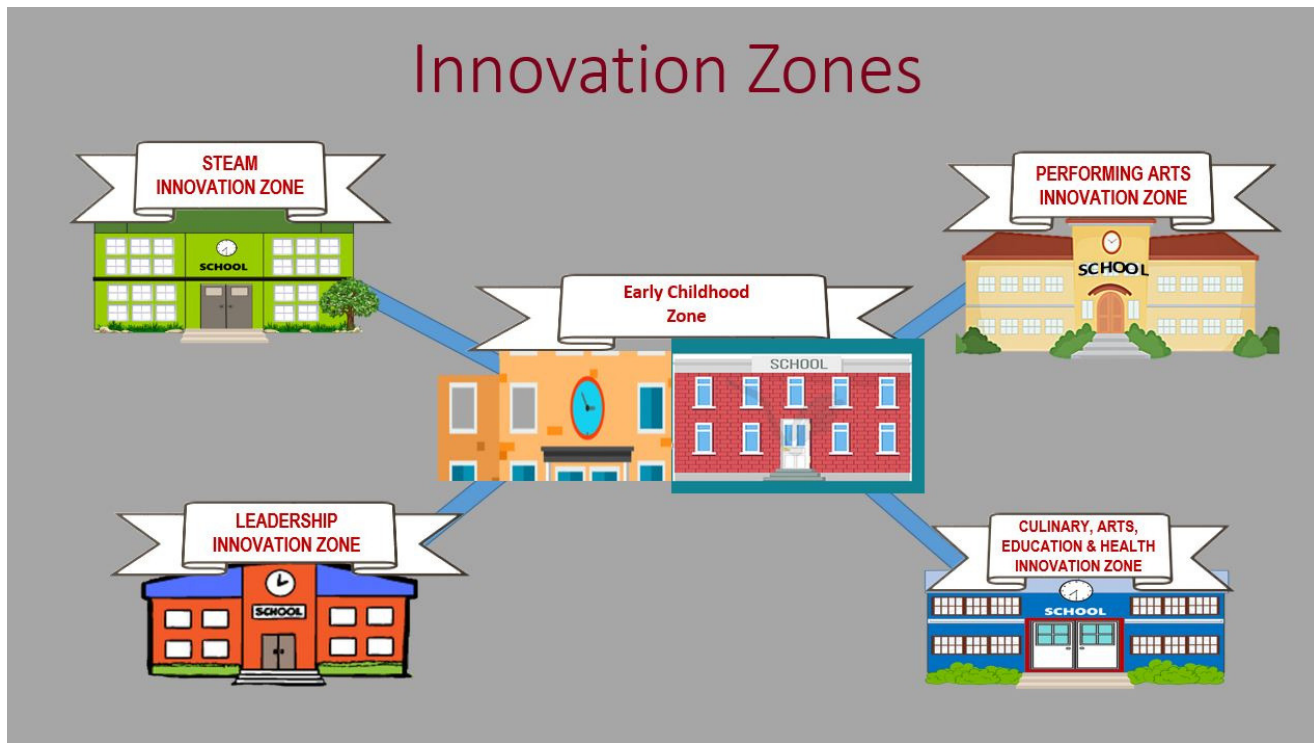 Innovation Zones
STEAM
INNOVATION ZONE
SCHOOL
PERFORMING ARTS
INNOVATION ZONE
SCHOOL
Early Childhood
Zone
SCHOOL
LEADERSHIP
INNOVATION ZONE
SCHOOL
CULINARY, ARTS,
EDUCATION & HEALTH
INNOVATION ZONE
SCHOOL